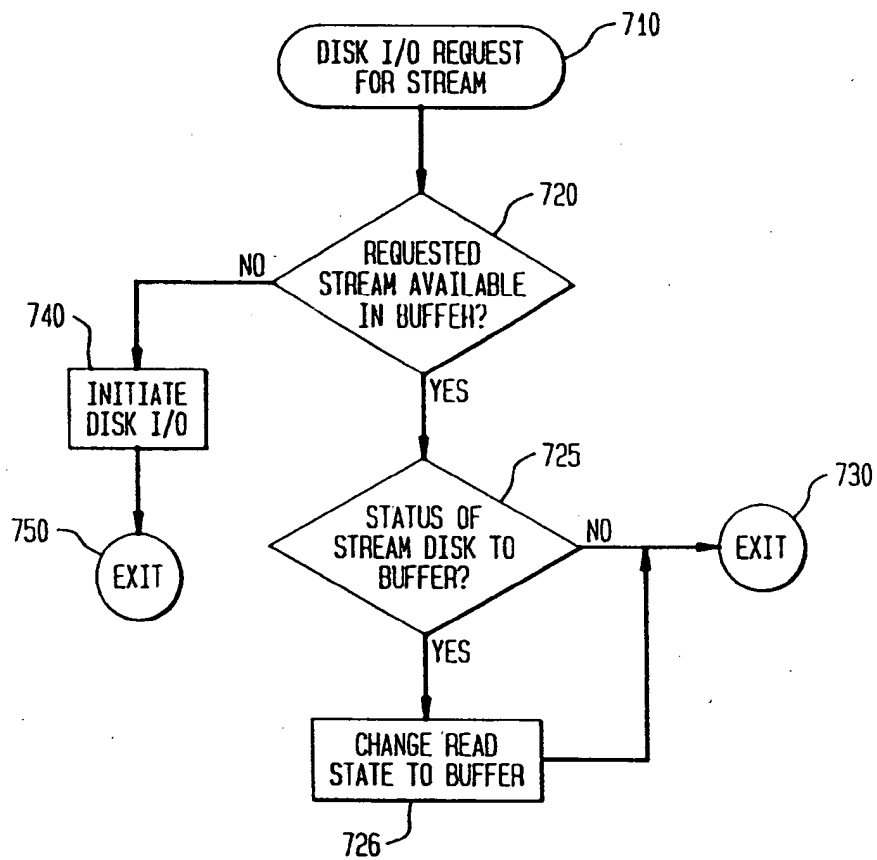 710
DISK I/O REQUEST
FOR STREAM
720
REQUESTED
STREAM AVAILABLE
IN BUFFER?
NO
YES
740
INITIATE
DISK I/O
750
EXIT
725
STATUS OF
STREAM DISK TO
BUFFER?
NO
YES
730
EXIT
CHANGE READ
STATE TO BUFFER
726